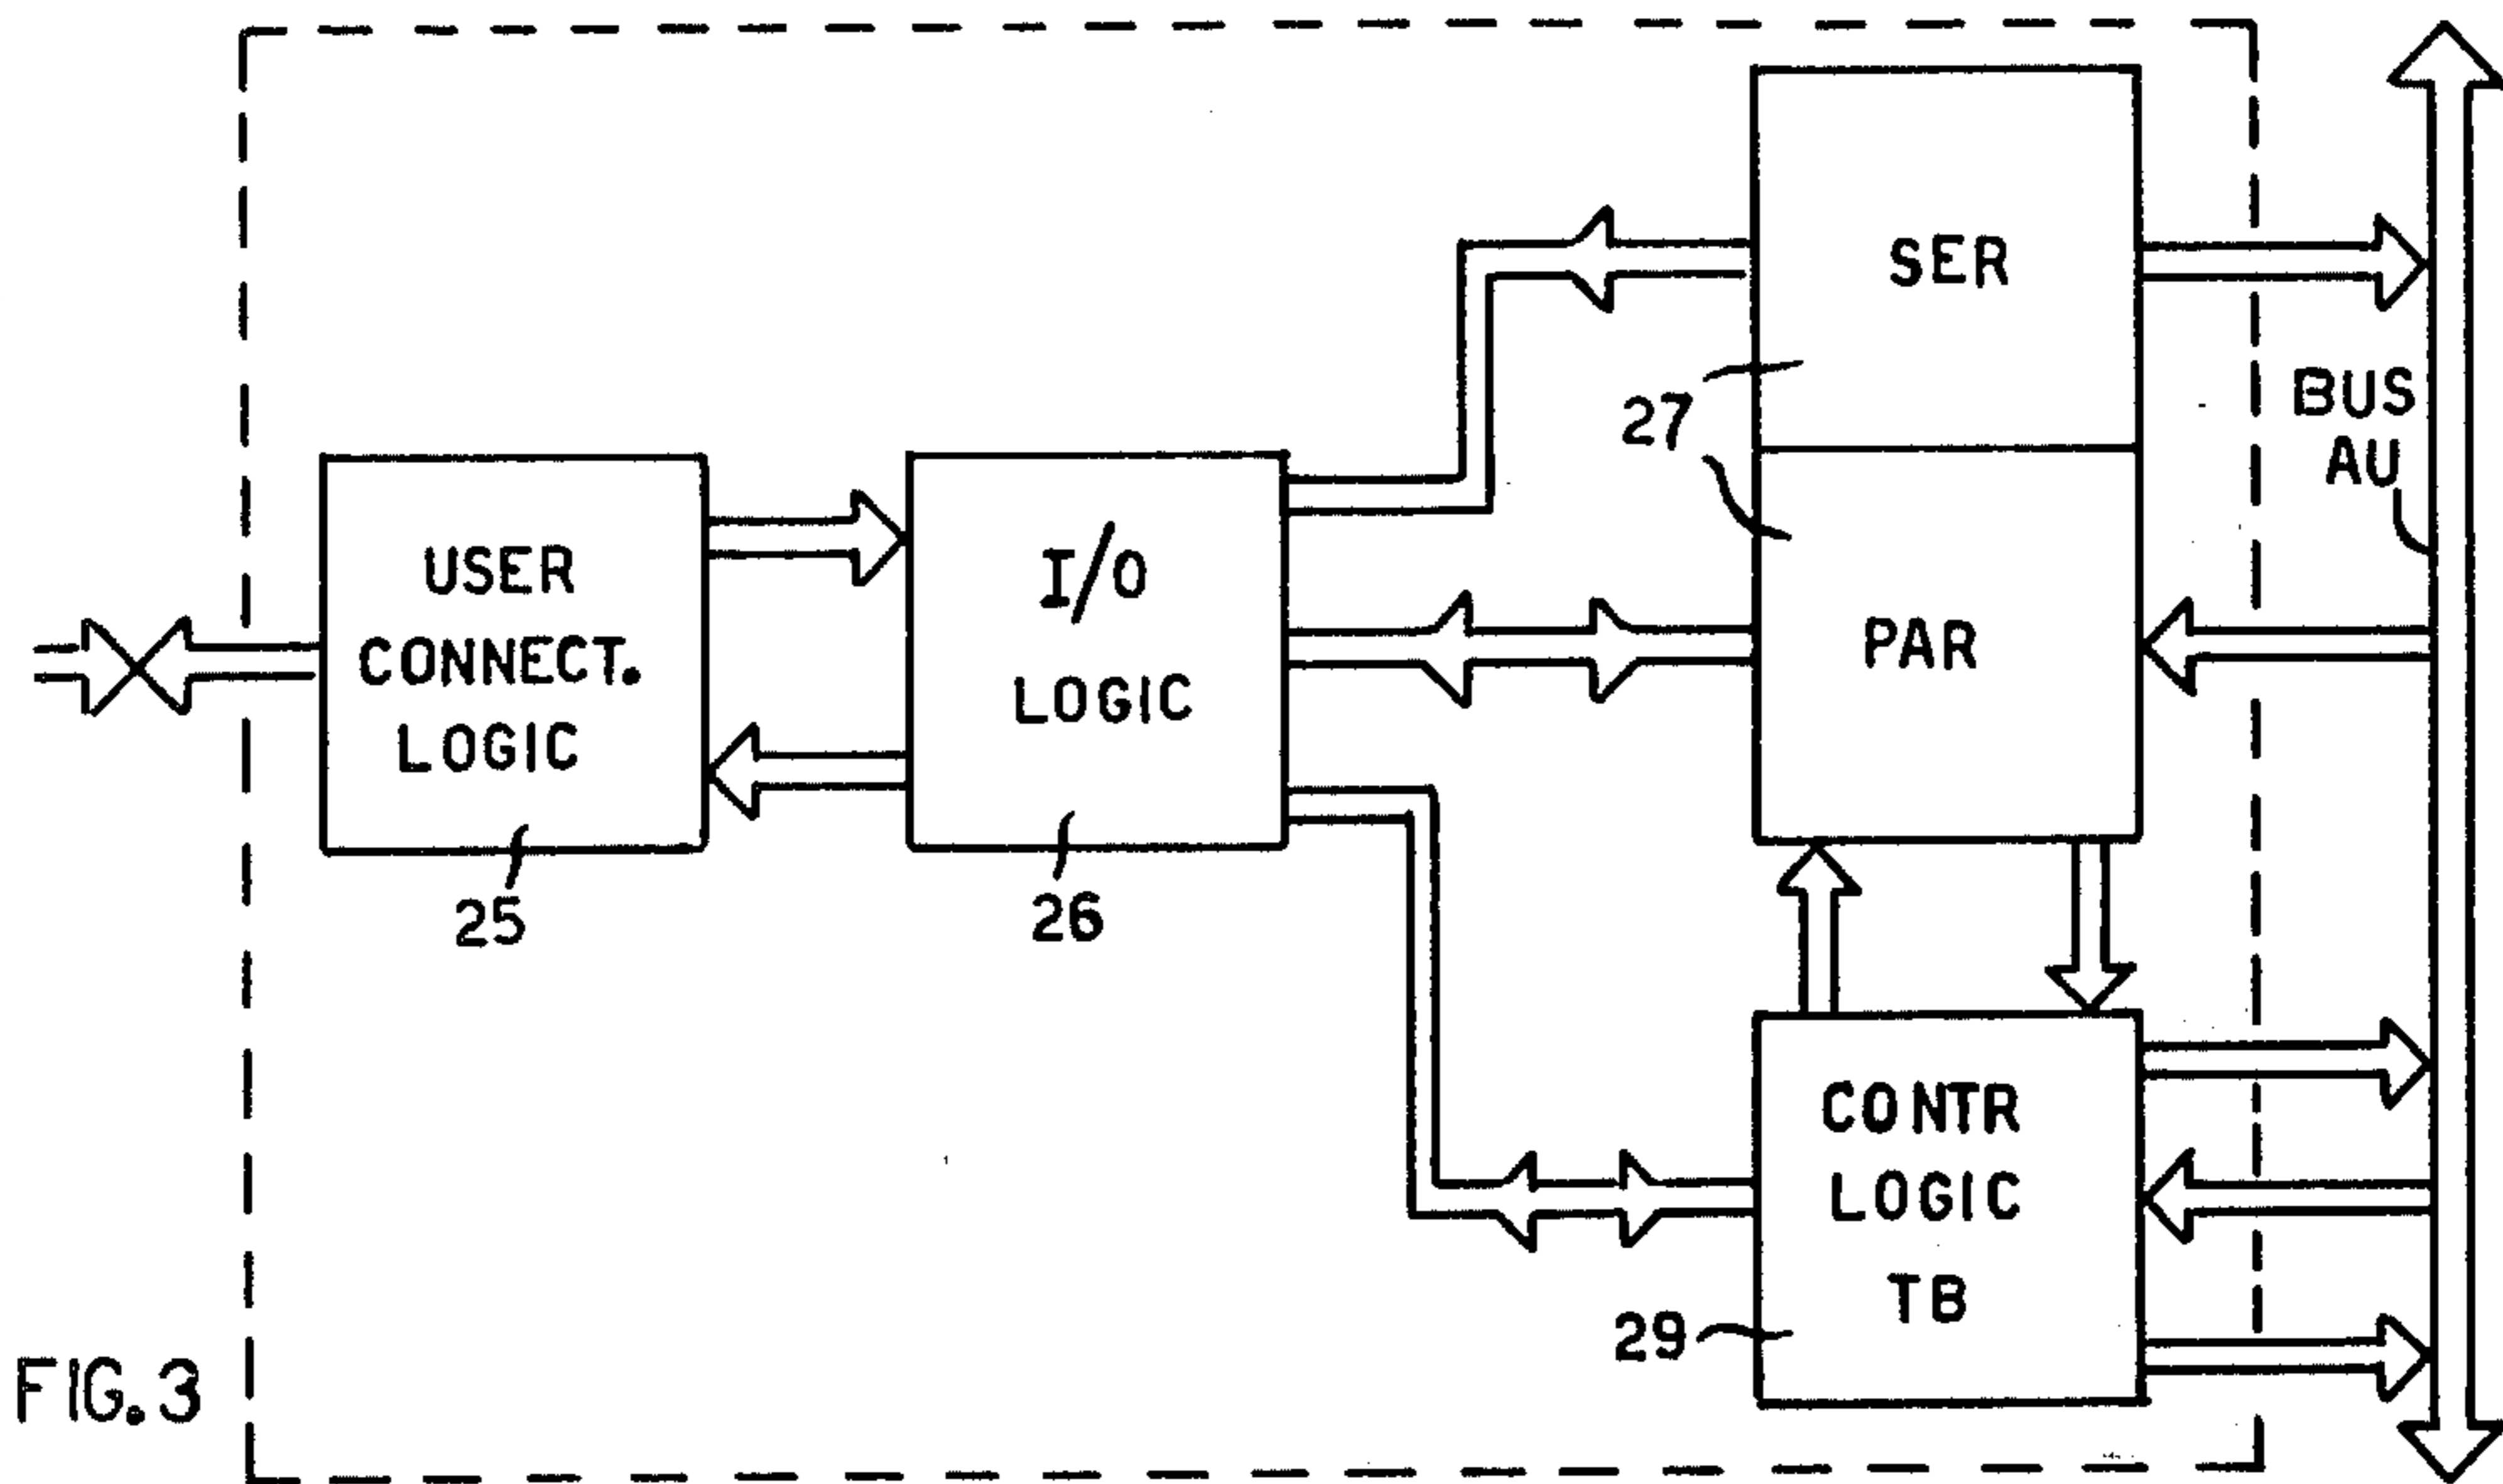 SER
27
BUS
AU
USER
CONNECT.
LOGIC
I/O
LOGIC
PAR
25
26
CONTR
LOGIC
TB
29
FIG.3